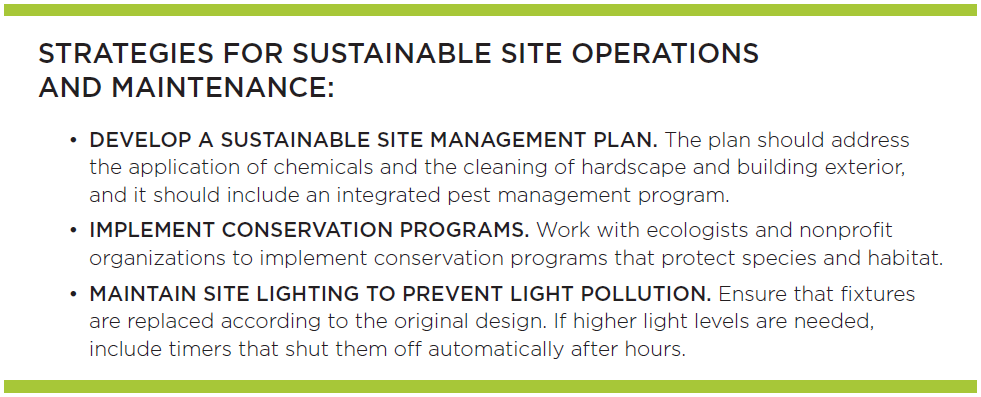 STRATEGIES FOR SUSTAINABLE SITE OPERATIONS
AND MAINTENANCE:
• DEVELOP A SUSTAINABLE SITE MANAGEMENT PLAN. The plan should address
the application of chemicals and the cleaning of hardscape and building exterior,
and it should include an integrated pest management program.
• IMPLEMENT CONSERVATION PROGRAMS. Work with ecologists and nonprofit
organizations to implement conservation programs that protect species and habitat.
• MAINTAIN SITE LIGHTING TO PREVENT LIGHT POLLUTION. Ensure that fixtures
are replaced according to the original design. If higher light levels are needed,
include timers that shut them off automatically after hours.